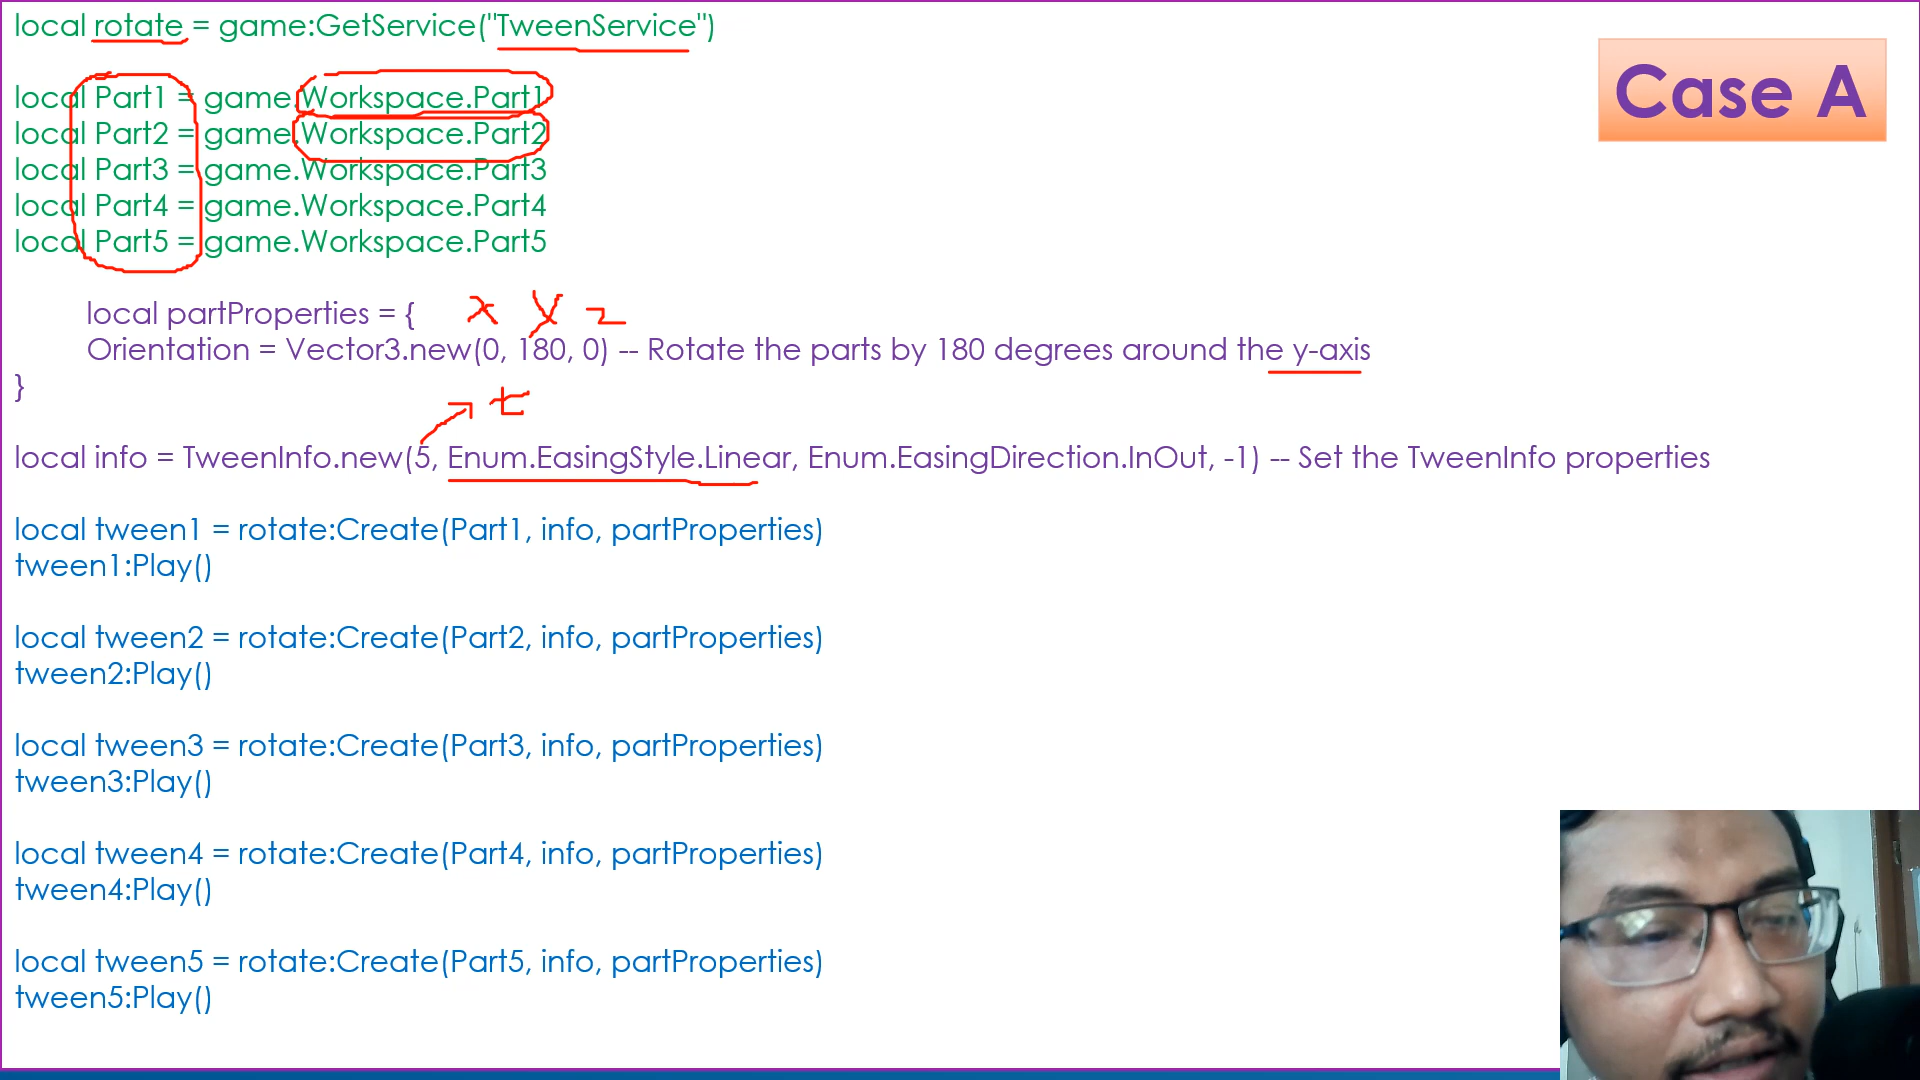 local rotate = game:GetService("TweenService")
Case A
local Part1 = game.Workspace.Part1
local Part2 = game.Workspace.Part2
local Part3 = game.Workspace.Part3
local Part4 = game.Workspace.Part4
local Part5 = game.Workspace.Part5
local partProperties = {
x y z
Orientation = Vector3.new(0, 180, 0) -- Rotate the parts by 180 degrees around the y-axis
}
t
local info = TweenInfo.new(5, Enum.EasingStyle.Linear, Enum.EasingDirection.InOut, -1) -- Set the TweenInfo properties
local tween1 = rotate:Create(Part1, info, partProperties)
tween1:Play()
local tween2 = rotate:Create(Part2, info, partProperties)
tween2:Play()
local tween3 = rotate:Create(Part3, info, partProperties)
tween3:Play()
local tween4 = rotate:Create(Part4, info, partProperties)
tween4:Play()
local tween5 = rotate:Create(Part5, info, partProperties)
tween5:Play()